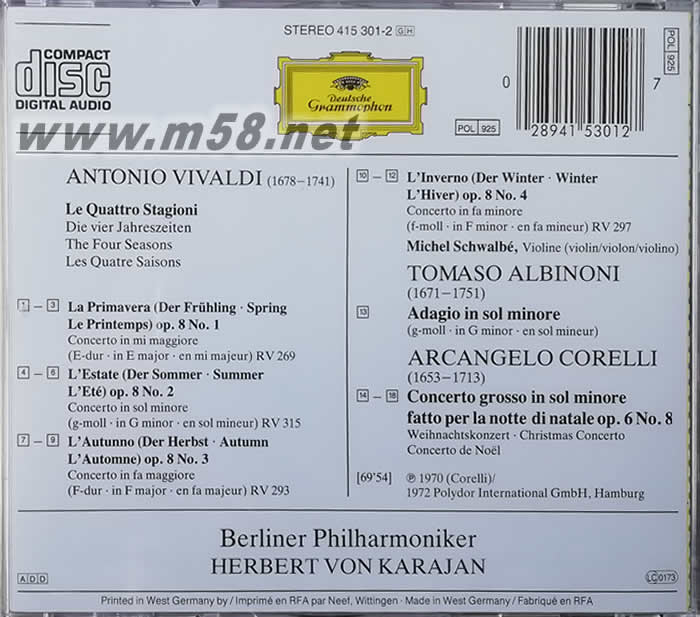 STEREO 415 301-2 GH
COMPACT
disc
DIGITAL AUDIO
Deutsche
Grammophon
POL 925
POL 925
0 28941 53012 7
www.m58.net
ANTONIO VIVALDI (1678–1741)
Le Quattro Stagioni
Die vier Jahreszeiten
The Four Seasons
Les Quatre Saisons
1 – 3 La Primavera (Der Frühling · Spring
Le Printemps) op. 8 No. 1
Concerto in mi maggiore
(E-dur · in E major · en mi majeur) RV 269
4 – 6 L'Estate (Der Sommer · Summer
L'Eté) op. 8 No. 2
Concerto in sol minore
(g-moll · in G minor · en sol mineur) RV 315
7 – 9 L'Autunno (Der Herbst · Autumn
L'Automne) op. 8 No. 3
Concerto in fa maggiore
(F-dur · in F major · en fa majeur) RV 293
10 – 12 L'Inverno (Der Winter · Winter
L'Hiver) op. 8 No. 4
Concerto in fa minore
(f-moll · in F minor · en fa mineur) RV 297
Michel Schwalbé, Violine (violin/violon/violino)
TOMASO ALBINONI
(1671–1751)
13 Adagio in sol minore
(g-moll · in G minor · en sol mineur)
ARCANGELO CORELLI
(1653–1713)
14 – 18 Concerto grosso in sol minore
fatto per la notte di natale op. 6 No. 8
Weihnachtskonzert · Christmas Concerto
Concerto de Noël
[69'54] ℗ 1970 (Corelli)/
1972 Polydor International GmbH, Hamburg
Berliner Philharmoniker
HERBERT VON KARAJAN
ADD
LC 0173
Printed in West Germany by / Imprimé en RFA par Neef, Wittingen · Made in West Germany / Fabriqué en RFA